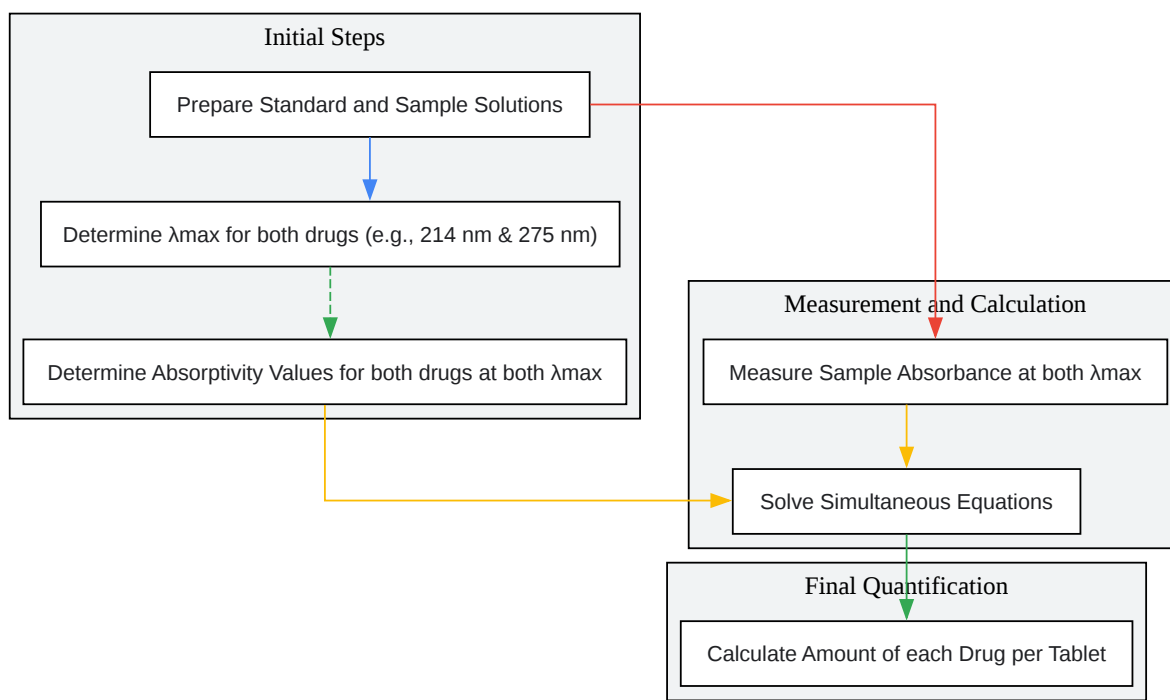 Initial Steps
Prepare Standard and Sample Solutions
Determine λmax for both drugs (e.g., 214 nm & 275 nm)
Determine Absorptivity Values for both drugs at both λmax
Measurement and Calculation
Measure Sample Absorbance at both λmax
Solve Simultaneous Equations
Final Quantification
Calculate Amount of each Drug per Tablet